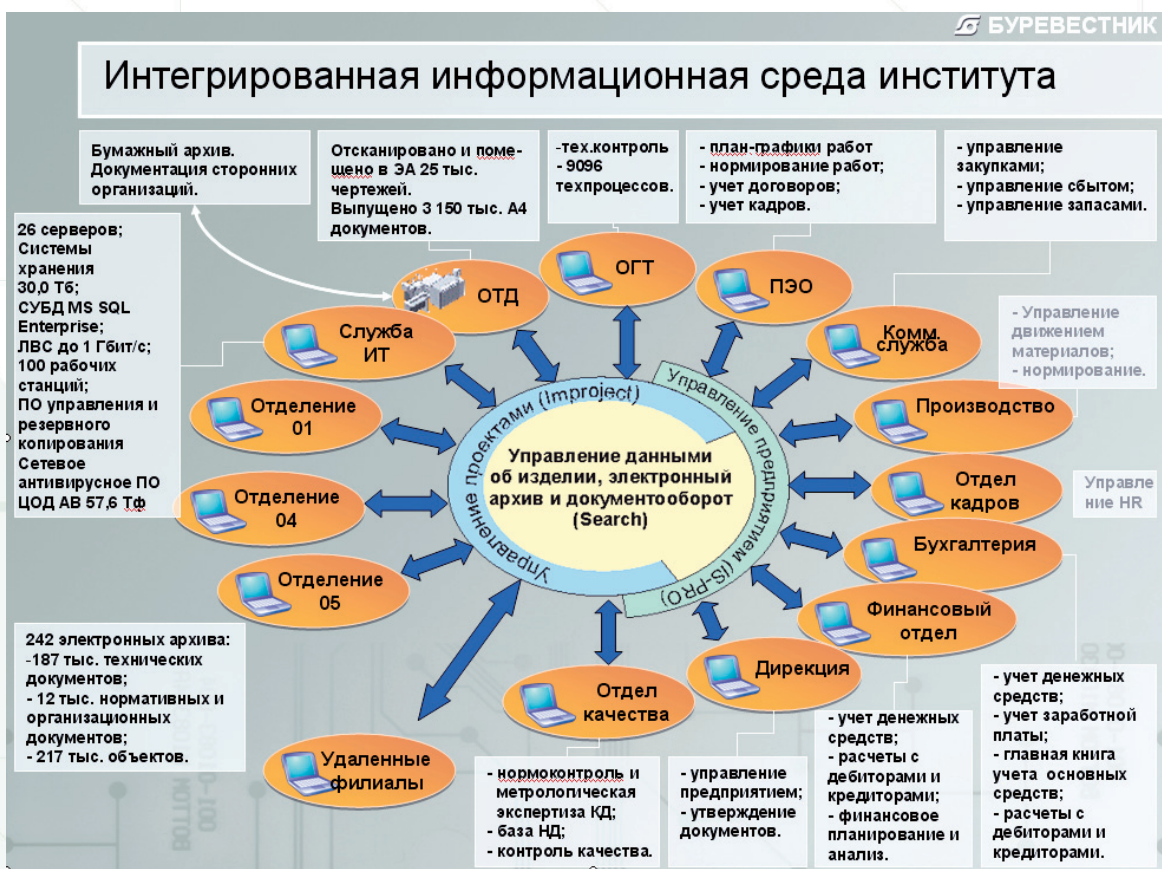 БУРЕВЕСТНИК
Интегрированная информационная среда института
Бумажный архив.
Документация сторонних
организаций.
Отсканировано и поме-
щено в ЭА 25 тыс.
чертежей.
Выпущено 3 150 тыс. А4
документов.
-тех.контроль
- 9096
техпроцессов.
- план-графики работ
- нормирование работ;
- учет договоров;
- учет кадров.
- управление
закупками;
- управление сбытом;
- управление запасами.
26 серверов;
Системы
хранения
30,0 Тб;
СУБД MS SQL
Enterprise;
ЛВС до 1 Гбит/с;
100 рабочих
станций;
ПО управления и
резервного
копирования
Сетевое
антивирусное ПО
ЦОД АВ 57,6 Тф
ОТД
ОГТ
ПЭО
Служба
ИТ
Комм.
служба
- Управление
движением
материалов;
- нормирование.
Отделение
01
Производство
Отделение
04
Отдел
кадров
Управле
ние HR
Отделение
05
Бухгалтерия
Финансовый
отдел
Дирекция
Отдел
качества
Удаленные
филиалы
Управление проектами (Improject)
Управление предприятием (IS-PRO)
Управление данными
об изделии, электронный
архив и документооборот
(Search)
242 электронных архива:
-187 тыс. технических
документов;
- 12 тыс. нормативных и
организационных
документов;
- 217 тыс. объектов.
- нормоконтроль и
метрологическая
экспертиза КД;
- база НД;
- контроль качества.
- управление
предприятием;
- утверждение
документов.
- учет денежных
средств;
- расчеты с
дебиторами и
кредиторами;
- финансовое
планирование и
анализ.
- учет денежных
средств;
- учет заработной
платы;
- главная книга
учета основных
средств;
- расчеты с
дебиторами и
кредиторами.